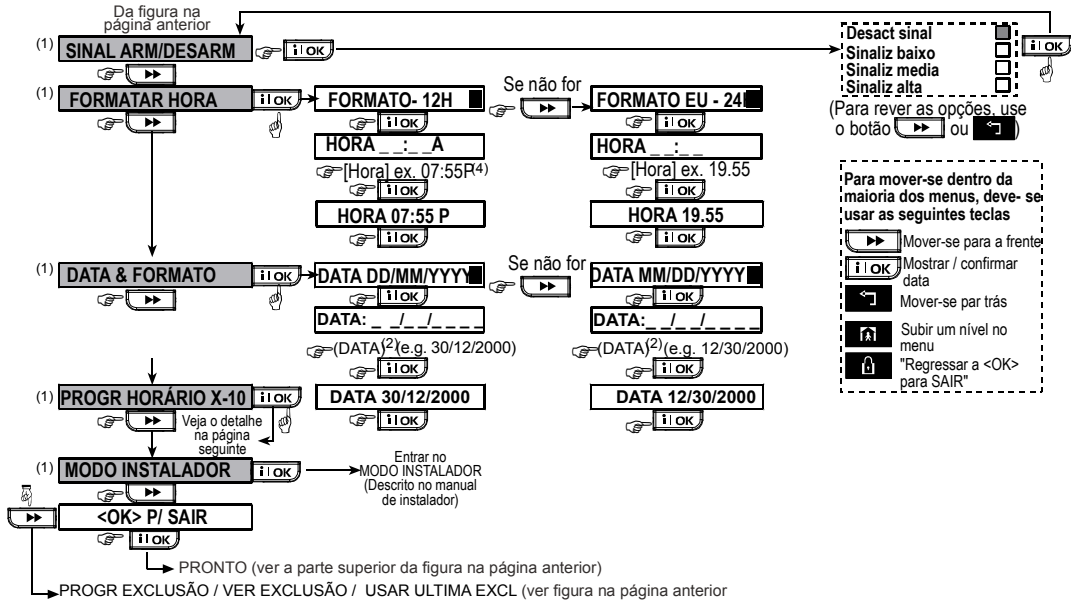 Da figura na
página anterior
(1) SINAL ARM/DESARM
i OK
Desact sinal
Sinaliz baixo
Sinaliz media
Sinaliz alta
i OK
(Para rever as opções, use
o botão ou )
(1) FORMATAR HORA
i OK
FORMATO- 12H
Se não for
FORMATO EU - 24
i OK
i OK
HORA _ _:_ _A
HORA _ _:_ _
[Hora] ex. 07:55P(4)
[Hora] ex. 19.55
i OK
i OK
HORA 07:55 P
HORA 19.55
i OK
i OK
Para mover-se dentro da
maioria dos menus, deve- se
usar as seguintes teclas
Mover-se para a frente
i OK
Mostrar / confirmar
data
Mover-se par trás
Subir um nível no
menu
"Regressar a <OK>
para SAIR"
(1) DATA & FORMATO
i OK
DATA DD/MM/YYYY
Se não for
DATA MM/DD/YYYY
i OK
i OK
DATA: _ _/_ _/_ _ _ _
DATA:_ _/_ _/_ _ _ _
(DATA)(2)(e.g. 30/12/2000)
(DATA)(2)(e.g. 12/30/2000)
i OK
i OK
DATA 30/12/2000
DATA 12/30/2000
i OK
i OK
(1) PROGR HORÁRIO X-10
i OK
Veja o detalhe
na página
seguinte
(1) MODO INSTALADOR
i OK
Entrar no
MODO INSTALADOR
(Descrito no manual
de instalador)
<OK> P/ SAIR
i OK
PRONTO (ver a parte superior da figura na página anterior)
PROGR EXCLUSÃO / VER EXCLUSÃO / USAR ULTIMA EXCL (ver figura na página anterior